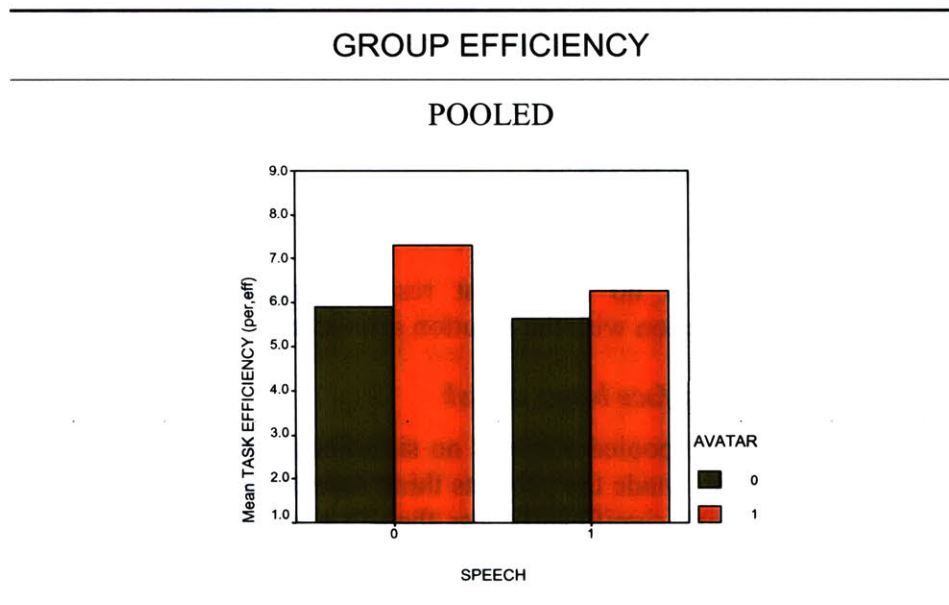 GROUP EFFICIENCY
POOLED
Mean TASK EFFICIENCY (per,eff)
9.0
8.0
7.0
6.0
5.0
4.0
3.0
2.0
1.0
0
1
SPEECH
AVATAR
0
1